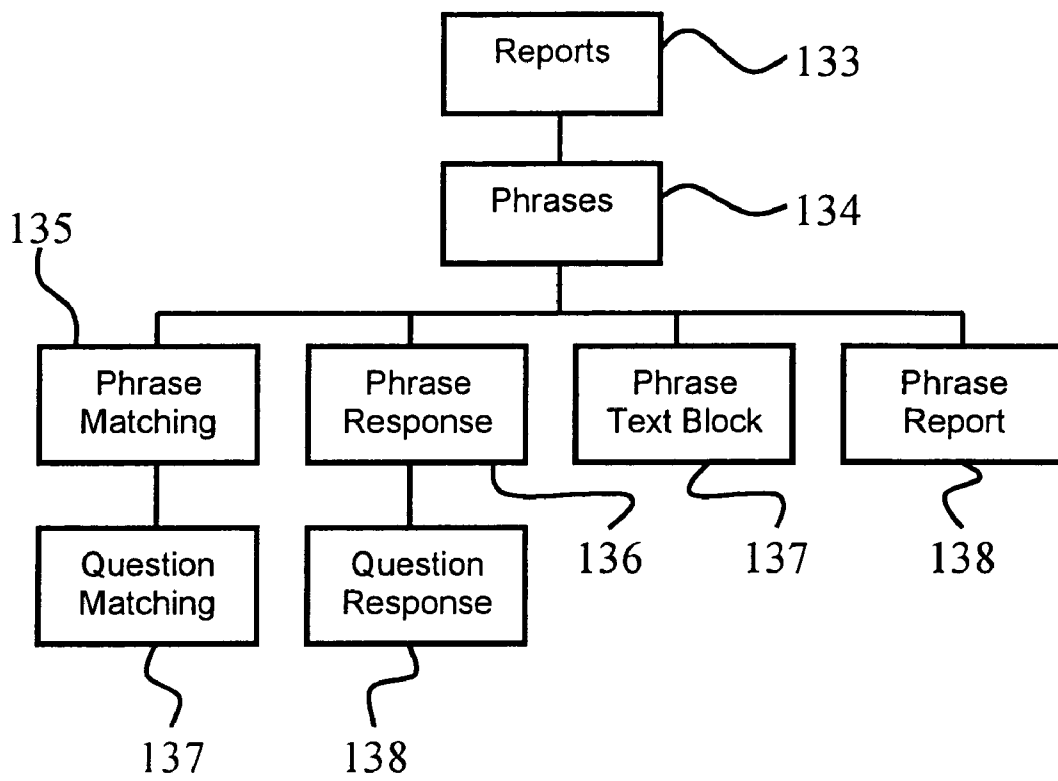 Reports
133
Phrases
134
135
Phrase
Matching
Phrase
Response
Phrase
Text Block
Phrase
Report
136
137
138
Question
Matching
Question
Response
137
138